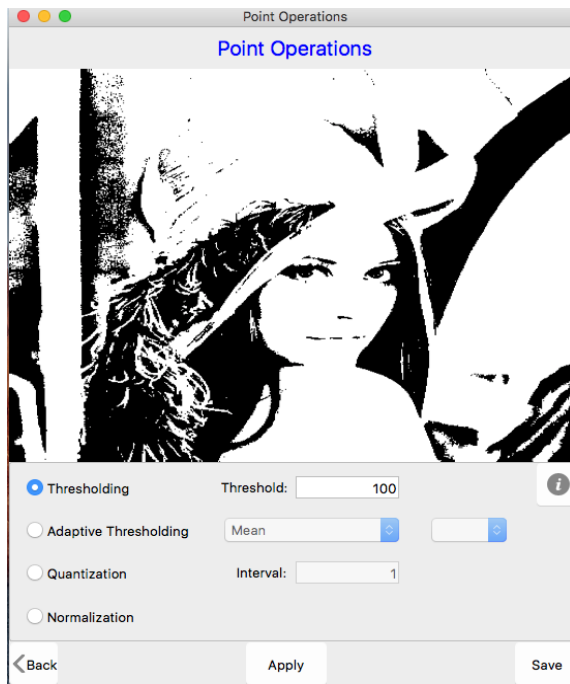 Point Operations
Point Operations
Thresholding Threshold: 100
Adaptive Thresholding Mean
Quantization Interval: 1
Normalization
Back Apply Save